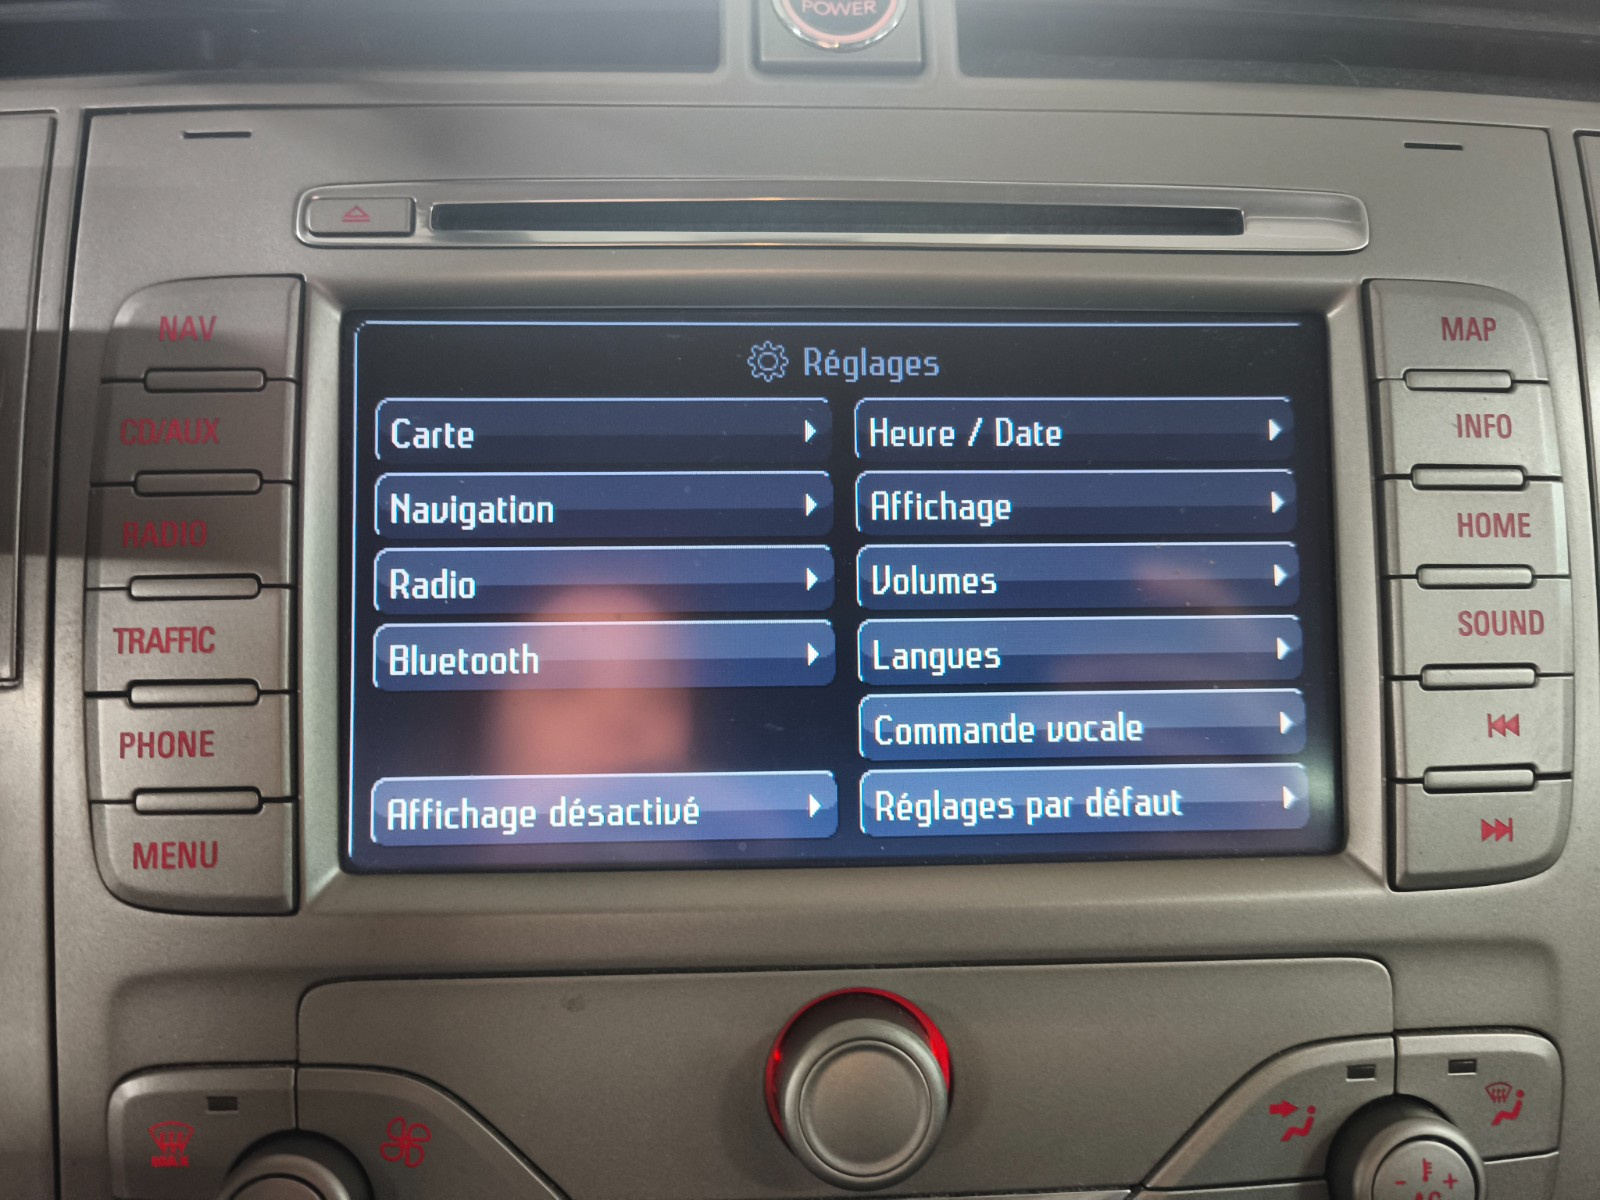 POWER
NAV
CD/AUX
RADIO
TRAFFIC
PHONE
MENU
Réglages
Carte
Navigation
Radio
Bluetooth
Affichage désactivé
Heure / Date
Affichage
Volumes
Langues
Commande vocale
Réglages par défaut
MAP
INFO
HOME
SOUND
- +
AC